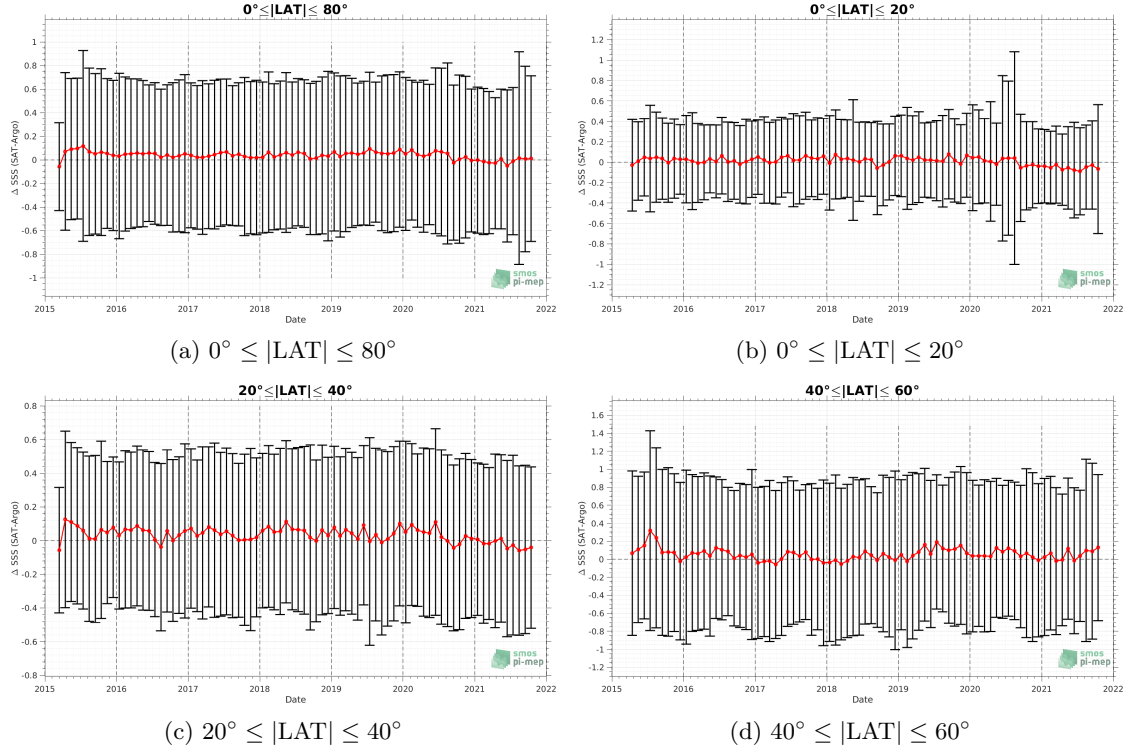 0°≤|LAT|≤ 80°
Δ SSS (SAT-Argo)
1
0.8
0.6
0.4
0.2
0
-0.2
-0.4
-0.6
-0.8
-1
2015 2016 2017 2018 2019 2020 2021 2022
Date
smos
pi-mep
(a) 0° ≤ |LAT| ≤ 80°
0°≤|LAT|≤ 20°
Δ SSS (SAT-Argo)
1.2
1
0.8
0.6
0.4
0.2
0
-0.2
-0.4
-0.6
-0.8
-1
-1.2
2015 2016 2017 2018 2019 2020 2021 2022
Date
smos
pi-mep
(b) 0° ≤ |LAT| ≤ 20°
20°≤|LAT|≤ 40°
Δ SSS (SAT-Argo)
0.8
0.6
0.4
0.2
0
-0.2
-0.4
-0.6
-0.8
2015 2016 2017 2018 2019 2020 2021 2022
Date
smos
pi-mep
(c) 20° ≤ |LAT| ≤ 40°
40°≤|LAT|≤ 60°
Δ SSS (SAT-Argo)
1.6
1.4
1.2
1
0.8
0.6
0.4
0.2
0
-0.2
-0.4
-0.6
-0.8
-1
-1.2
2015 2016 2017 2018 2019 2020 2021 2022
Date
smos
pi-mep
(d) 40° ≤ |LAT| ≤ 60°